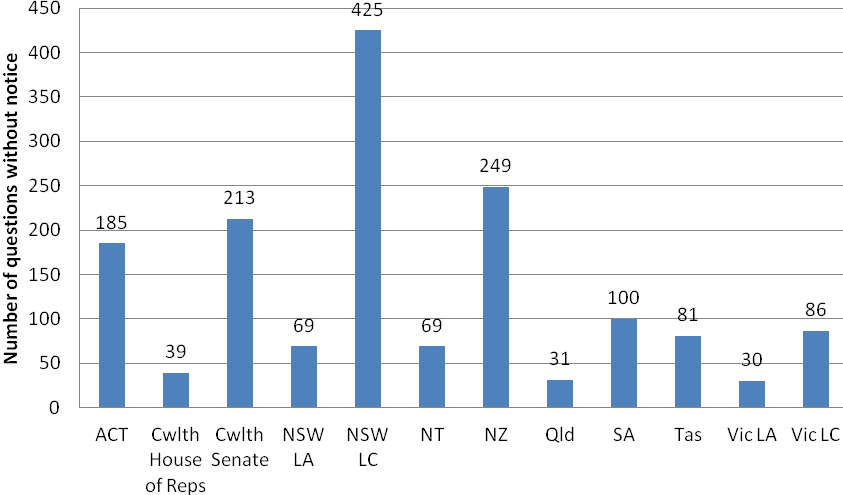 Number of questions without notice
450
400
350
300
250
200
150
100
50
0
185
39
213
69
425
69
249
31
100
81
30
86
ACT
Cwlth
House
of Reps
Cwlth
Senate
NSW
LA
NSW
LC
NT
NZ
Qld
SA
Tas
Vic LA
Vic LC